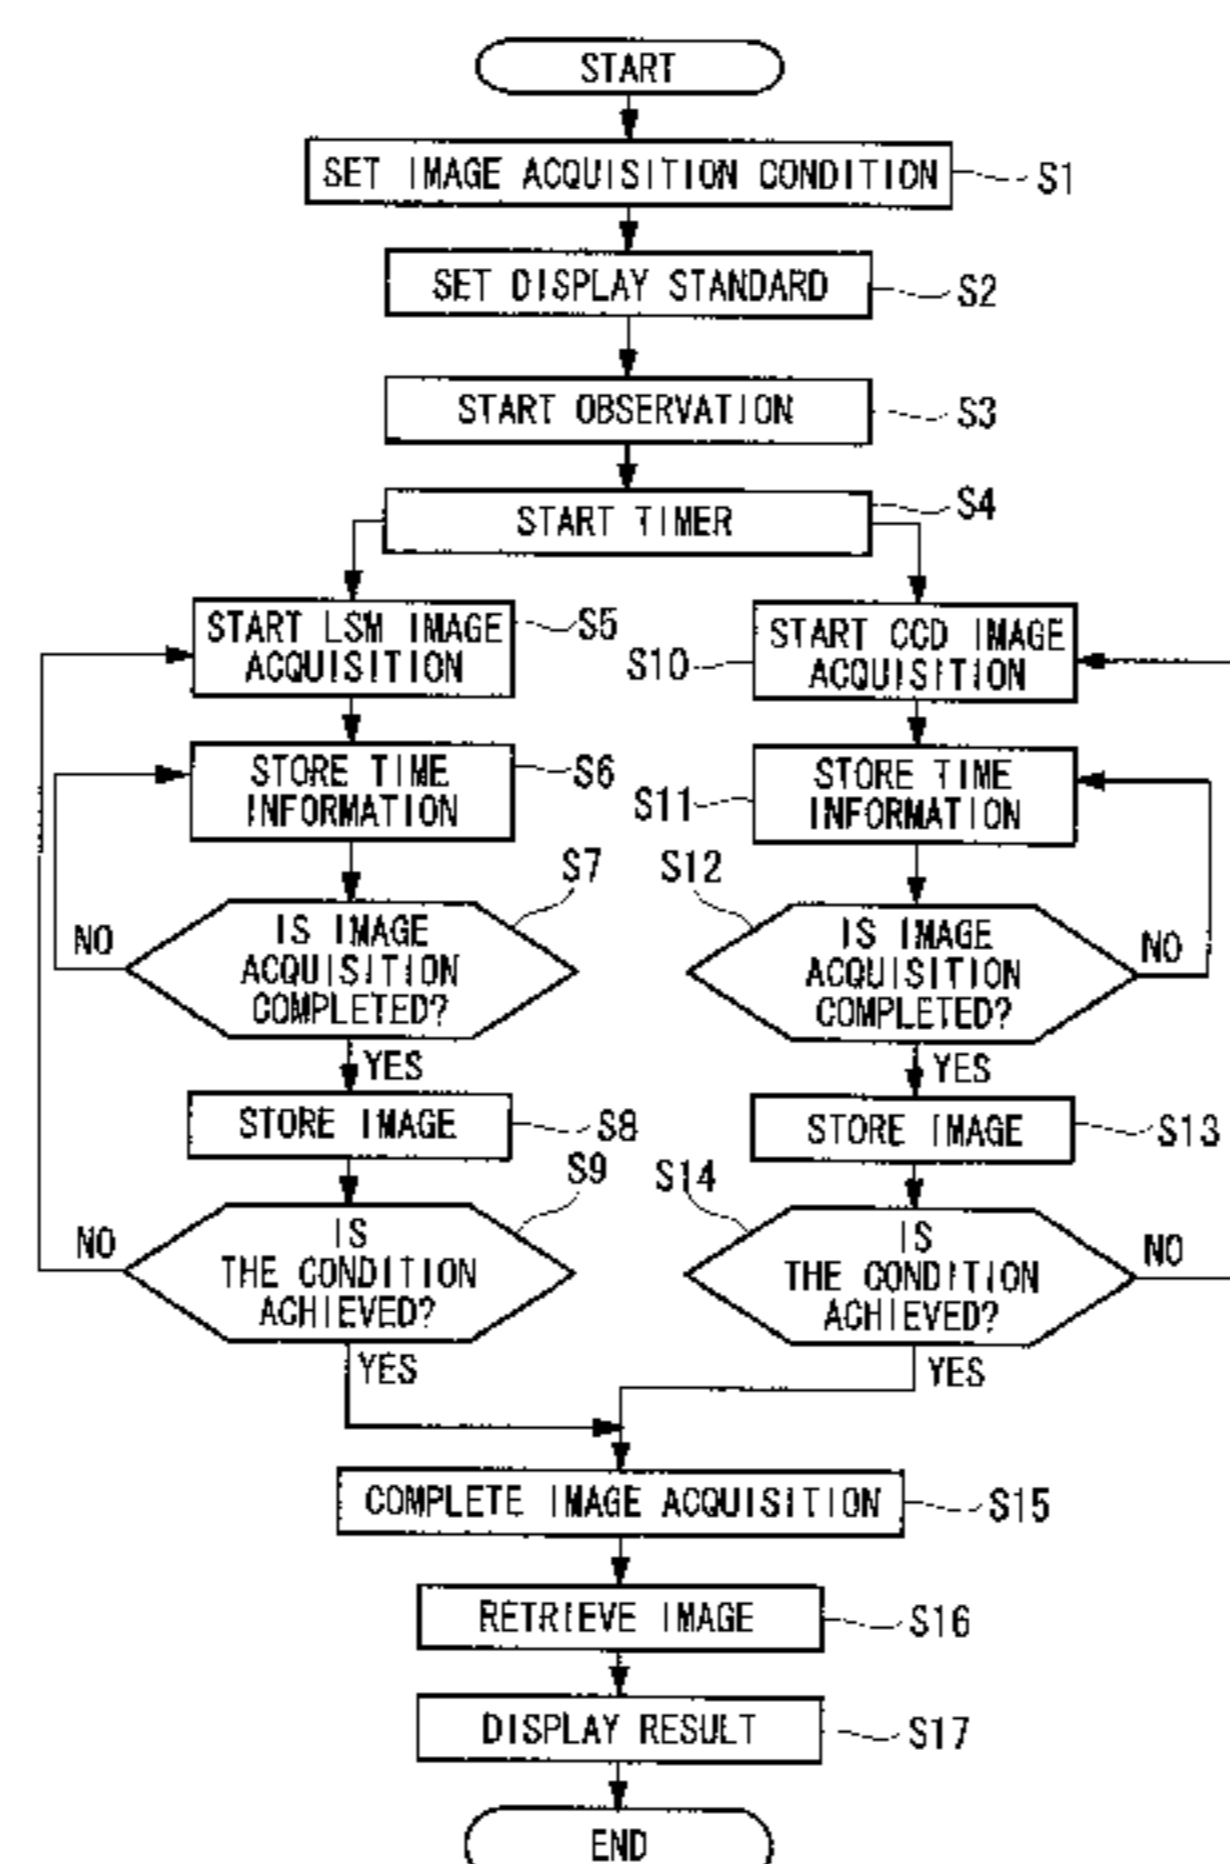 START
SET IMAGE ACQUISITION CONDITION
S1
SET DISPLAY STANDARD
S2
START OBSERVATION
S3
START TIMER
S4
START LSM IMAGE
ACQUISITION
S5
STORE TIME
INFORMATION
S6
IS IMAGE
ACQUISITION
COMPLETED?
S7
NO
YES
STORE IMAGE
S8
IS
THE CONDITION
ACHIEVED?
S9
NO
YES
START CCD IMAGE
ACQUISITION
S10
STORE TIME
INFORMATION
S11
IS IMAGE
ACQUISITION
COMPLETED?
S12
NO
YES
STORE IMAGE
S13
IS
THE CONDITION
ACHIEVED?
S14
NO
YES
COMPLETE IMAGE ACQUISITION
S15
RETRIEVE IMAGE
S16
DISPLAY RESULT
S17
END